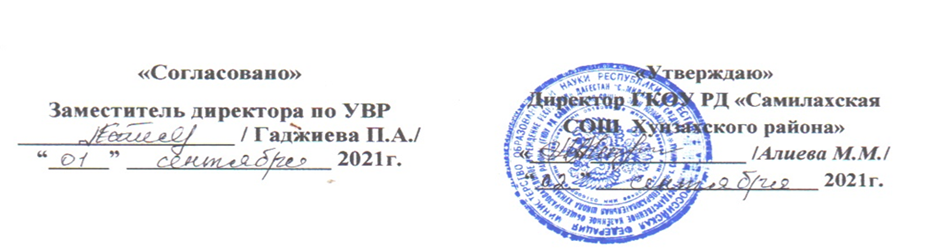 «Согласовано»
Заместитель директора по УВР
/ Гаджиева П.А./
“ 01 ” сентября 2021г.
«Утверждаю»
Директор ГКОУ РД «Самилахская
СОШ Хунзахского района»
/Алиева М.М./
сентября 2021г.